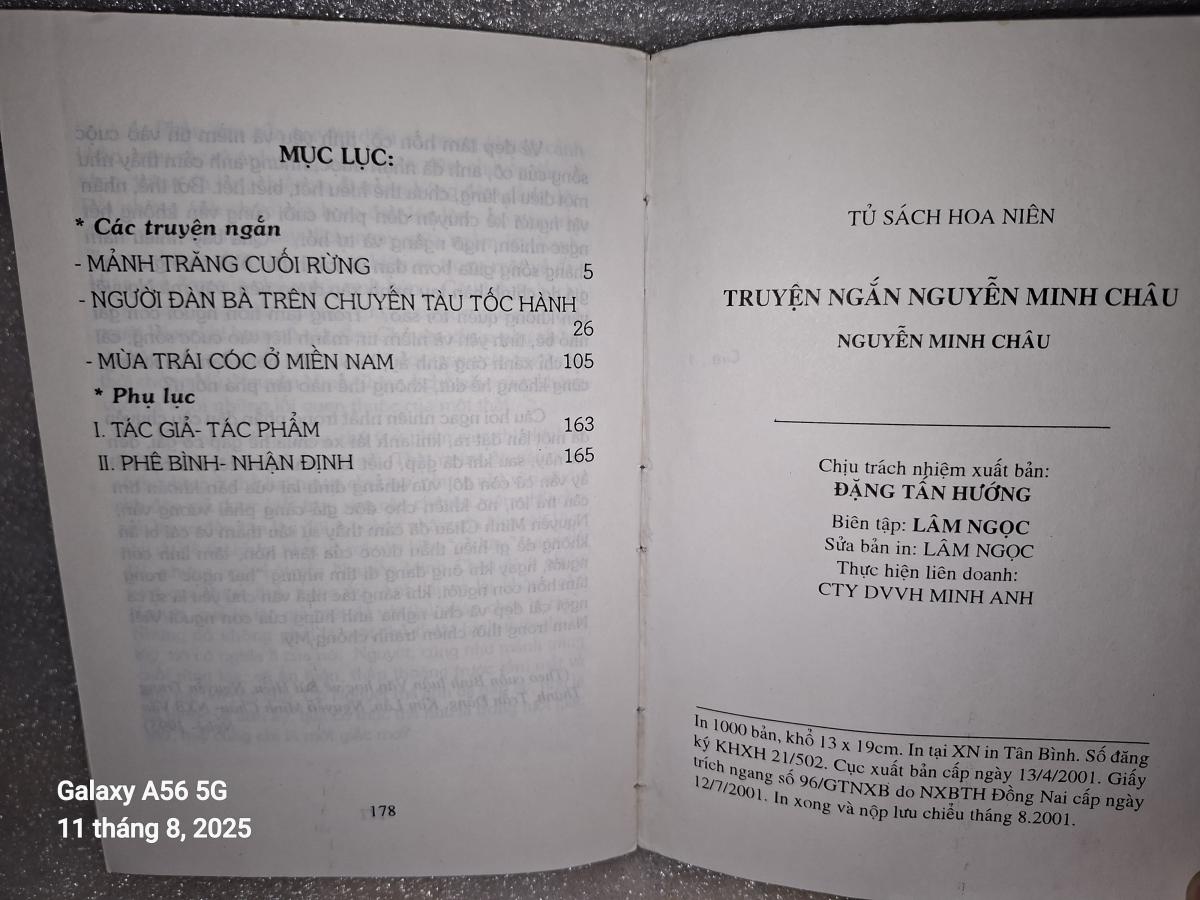 MỤC LỤC:
* Các truyện ngắn
- MẢNH TRĂNG CUỐI RỪNG 5
- NGƯỜI ĐÀN BÀ TRÊN CHUYẾN TÀU TỐC HÀNH
26
- MÙA TRÁI CÓC Ở MIỀN NAM 105
* Phụ lục
I. TÁC GIẢ- TÁC PHẨM 163
II. PHÊ BÌNH- NHẬN ĐỊNH 165
178
TỦ SÁCH HOA NIÊN
TRUYỆN NGẮN NGUYỄN MINH CHÂU
NGUYỄN MINH CHÂU
Chịu trách nhiệm xuất bản:
ĐẶNG TẤN HƯỚNG
Biên tập: LÂM NGỌC
Sửa bản in: LÂM NGỌC
Thực hiện liên doanh:
CTY DVVH MINH ANH
In 1000 bản, khổ 13 x 19cm. In tại XN in Tân Bình. Số đăng
ký KHXH 21/502. Cục xuất bản cấp ngày 13/4/2001. Giấy
trích ngang số 96/GTNXB do NXBTH Đồng Nai cấp ngày
12/7/2001. In xong và nộp lưu chiểu tháng 8.2001.
Galaxy A56 5G
11 tháng 8, 2025